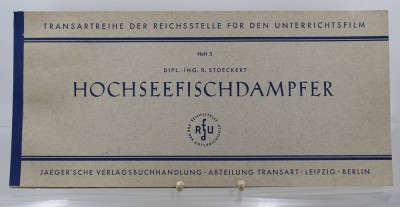 TRANSARTREIHE DER REICHSSTELLE FÜR DEN UNTERRICHTSFILM
Heft 3
DIPL.-ING. R. STOECKERT
HOCHSEEFISCHDAMPFER
RfdU
JAEGER'SCHE VERLAGSBUCHHANDLUNG · ABTEILUNG TRANSART · LEIPZIG · BERLIN